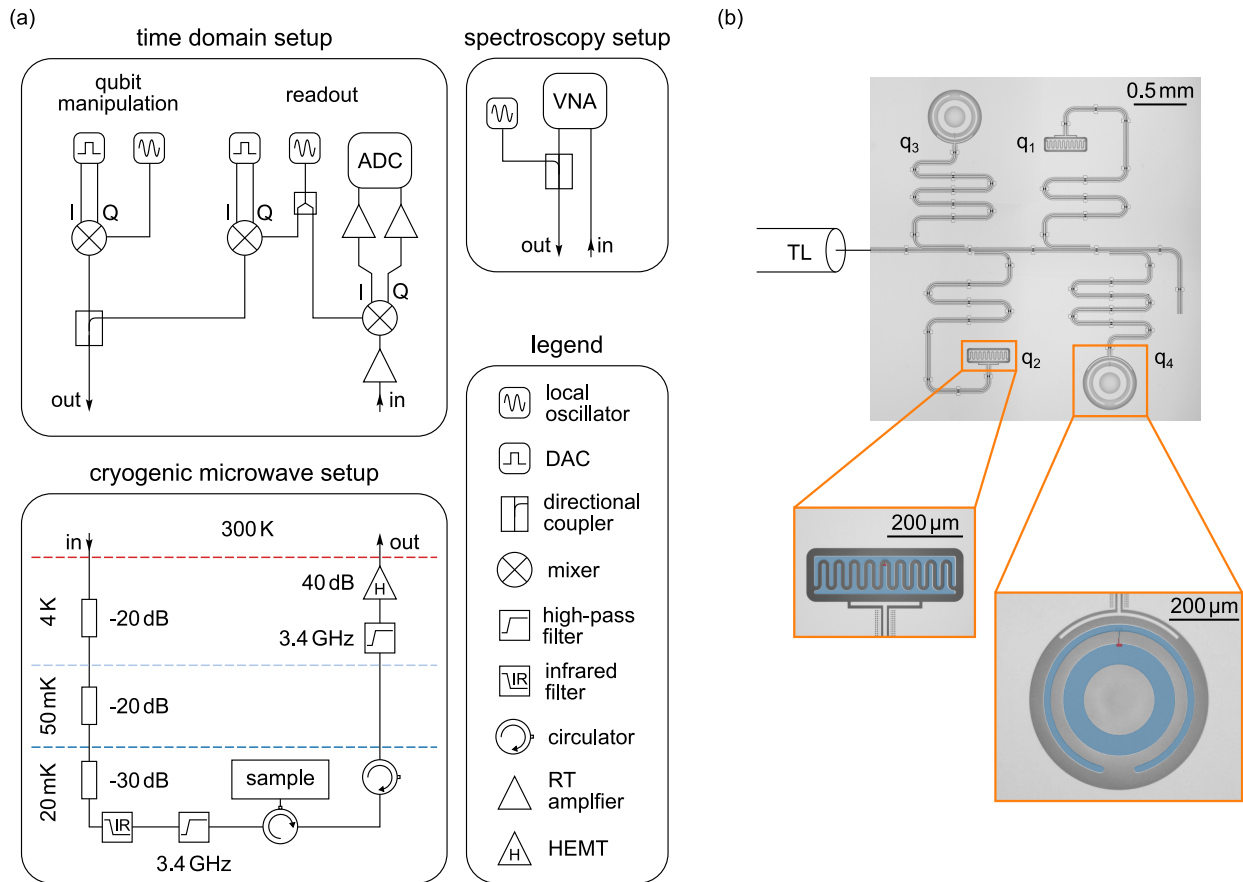 (a)
time domain setup
qubit
manipulation
readout
ADC
I
Q
I
Q
I
Q
out
in
spectroscopy setup
VNA
out
in
legend
local
oscillator
DAC
directional
coupler
mixer
high-pass
filter
IR
infrared
filter
circulator
RT
amplfier
H
HEMT
cryogenic microwave setup
in
300 K
out
4 K
-20 dB
40 dB
H
3.4 GHz
50 mK
-20 dB
20 mK
-30 dB
sample
IR
3.4 GHz
(b)
0.5 mm
q3
q1
TL
q2
q4
200 µm
200 µm